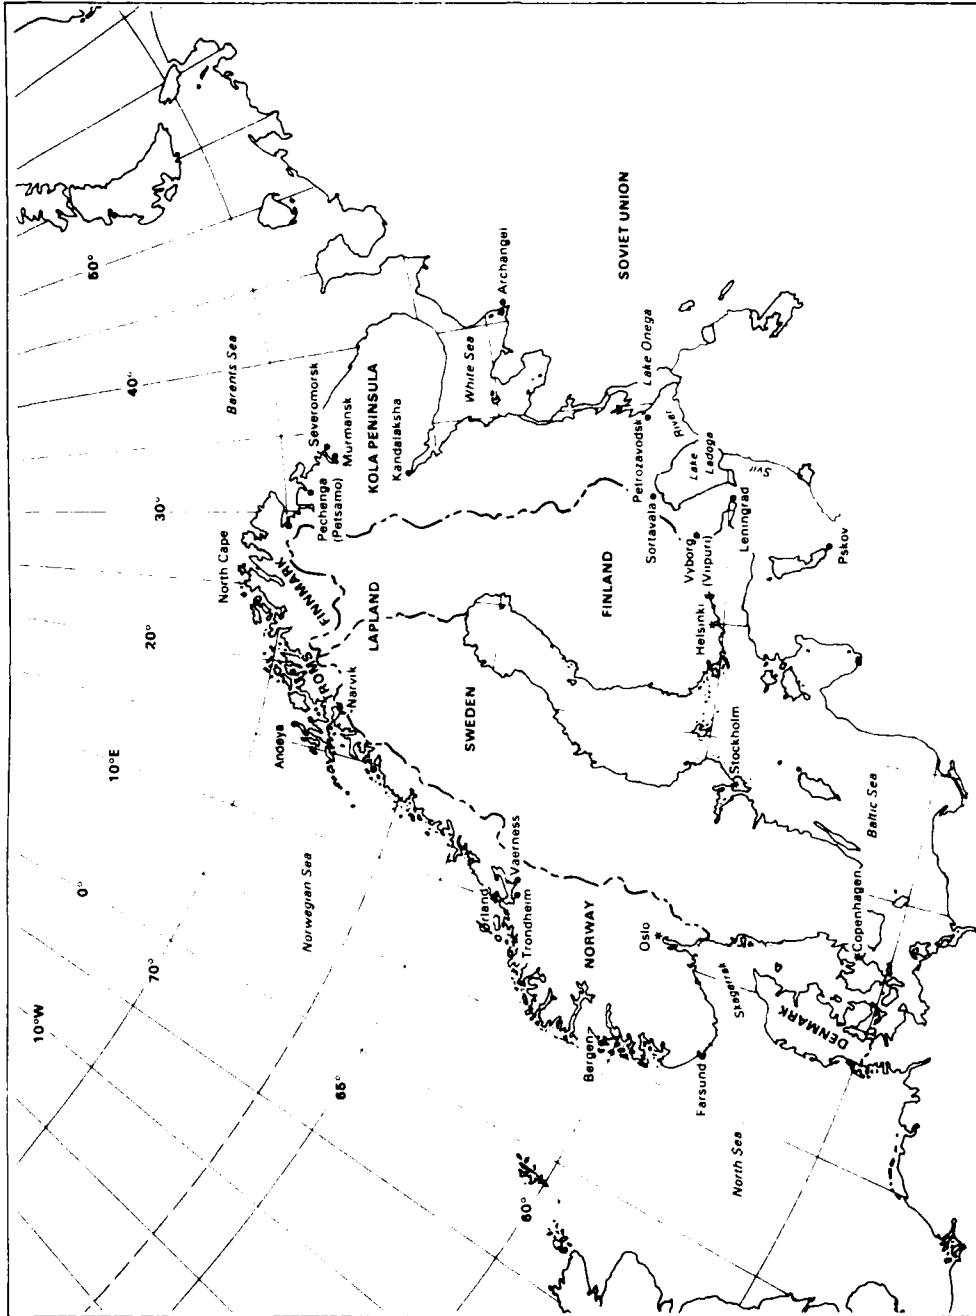 10°W
0°
10°E
20°
30°
40°
50°
70°
65°
60°
Norwegian Sea
Barents Sea
North Cape
Andøya
Narvik
TROMS
FINNMARK
LAPLAND
Pechenga
(Petsamo)
Severomorsk
Murmansk
KOLA PENINSULA
Kandalaksha
White Sea
Archangel
SOVIET UNION
Ørland
Vaerness
Trondheim
NORWAY
SWEDEN
FINLAND
Bergen
Oslo
Farsund
Skagerrak
North Sea
DENMARK
Copenhagen
Baltic Sea
Stockholm
Helsinki
Vyborg
(Viipuri)
Leningrad
Sortavala
Petrozavodsk
Lake Onega
Lake
Ladoga
Svir
River
Pskov